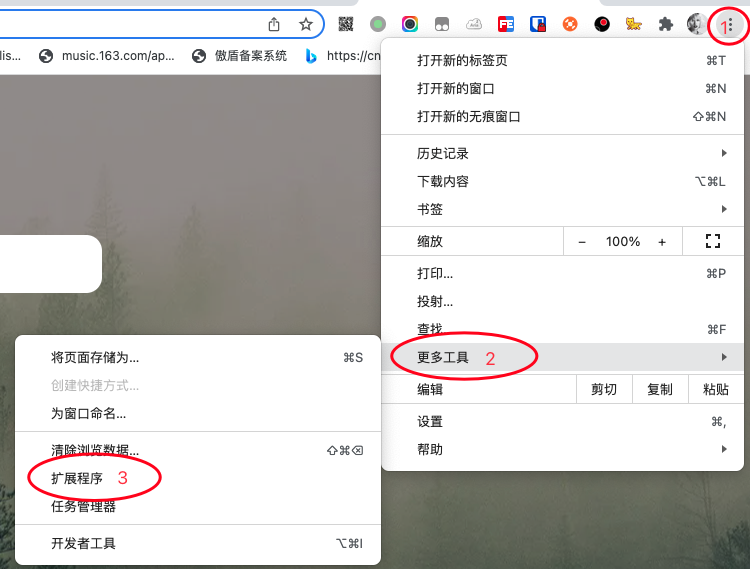 1
lis...
music.163.com/ap...
傲盾备案系统
https://cn
打开新的标签页 ⌘T
打开新的窗口 ⌘N
打开新的无痕窗口 ⇧⌘N
历史记录
下载内容 ⌥⌘L
书签
缩放 − 100% +
打印... ⌘P
投射...
查找... ⌘F
更多工具 2
编辑 剪切 复制 粘贴
设置 ⌘,
帮助
将页面存储为... ⌘S
创建快捷方式...
为窗口命名...
清除浏览数据... ⇧⌘⌫
扩展程序 3
任务管理器
开发者工具 ⌥⌘I